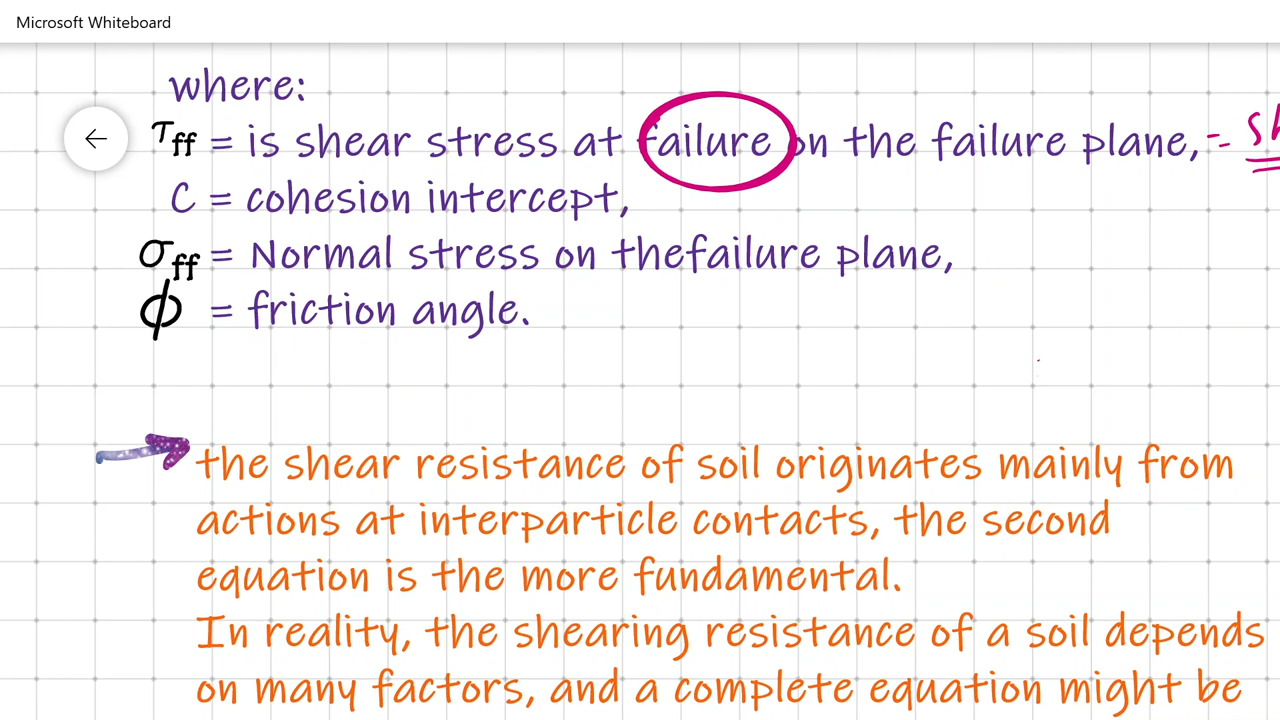 Microsoft Whiteboard
where:
τff = is shear stress at failure on the failure plane, =
C = cohesion intercept,
σff = Normal stress on thefailure plane,
ϕ = friction angle.
the shear resistance of soil originates mainly from
actions at interparticle contacts, the second
equation is the more fundamental.
In reality, the shearing resistance of a soil depends
on many factors, and a complete equation might be